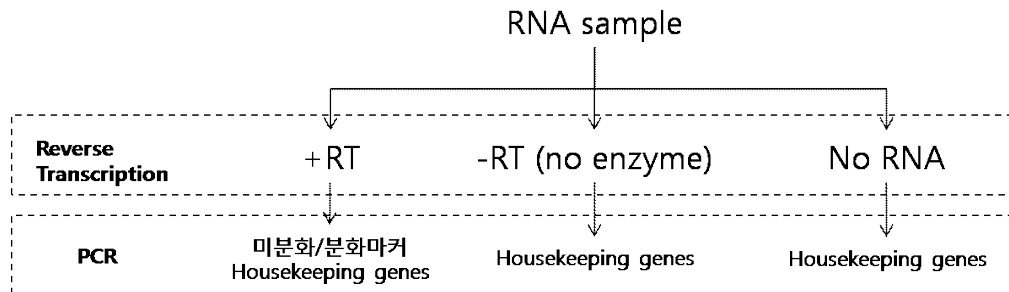 RNA sample
Reverse
Transcription
+RT
-RT (no enzyme)
No RNA
PCR
미분화/분화마커
Housekeeping genes
Housekeeping genes
Housekeeping genes